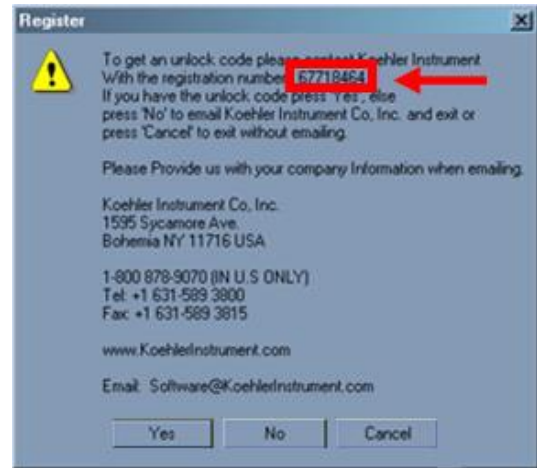 Register
To get an unlock code please contact Koehler Instrument
With the registration number 67718464
If you have the unlock code press 'Yes', else
press 'No' to email Koehler Instrument Co, Inc. and exit or
press 'Cancel' to exit without emailing.
Please Provide us with your company Information when emailing.
Koehler Instrument Co, Inc.
1595 Sycamore Ave.
Bohemia NY 11716 USA
1-800 878-9070 (IN U.S ONLY)
Tel: +1 631-589 3800
Fax: +1 631-589 3815
www.KoehlerInstrument.com
Email: Software@KoehlerInstrument.com
Yes No Cancel